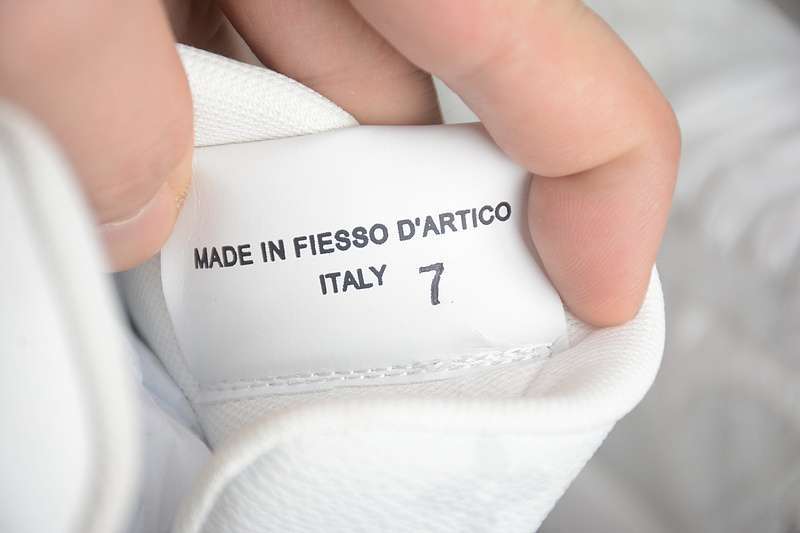 MADE IN FIESSO D'ARTICO
ITALY 7